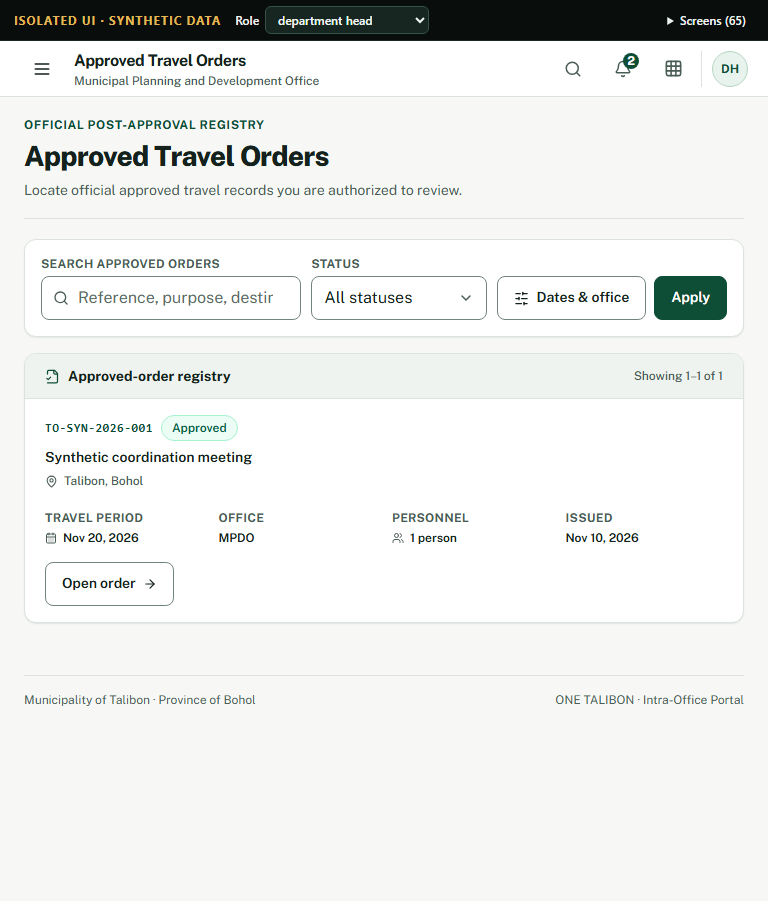 ISOLATED UI · SYNTHETIC DATA Role department head ▶ Screens (65)
Approved Travel Orders
Municipal Planning and Development Office
2
DH
OFFICIAL POST-APPROVAL REGISTRY
Approved Travel Orders
Locate official approved travel records you are authorized to review.
SEARCH APPROVED ORDERS STATUS
Reference, purpose, destir All statuses Dates & office Apply
Approved-order registry Showing 1–1 of 1
TO-SYN-2026-001 Approved
Synthetic coordination meeting
Talibon, Bohol
TRAVEL PERIOD OFFICE PERSONNEL ISSUED
Nov 20, 2026 MPDO 1 person Nov 10, 2026
Open order →
Municipality of Talibon · Province of Bohol ONE TALIBON · Intra-Office Portal